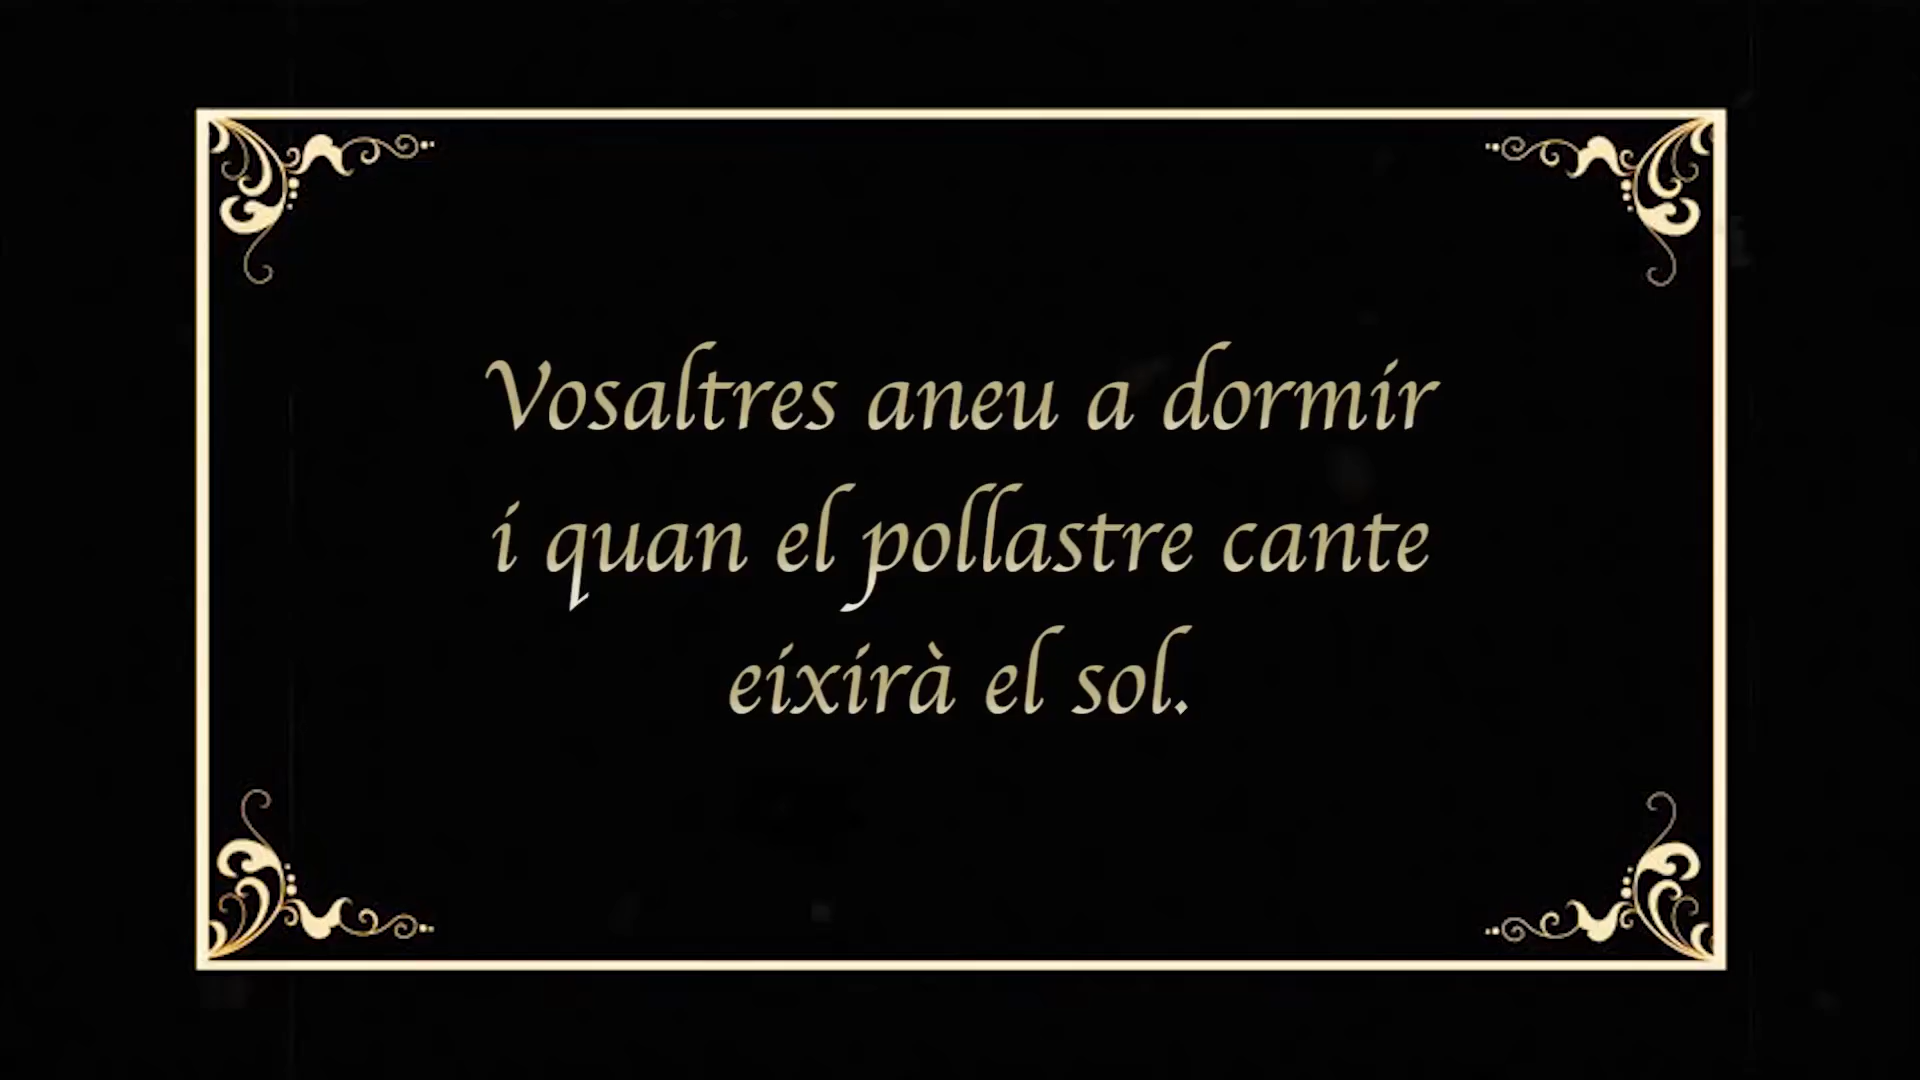 Vosaltres aneu a dormir
i quan el pollastre cante
eixirà el sol.